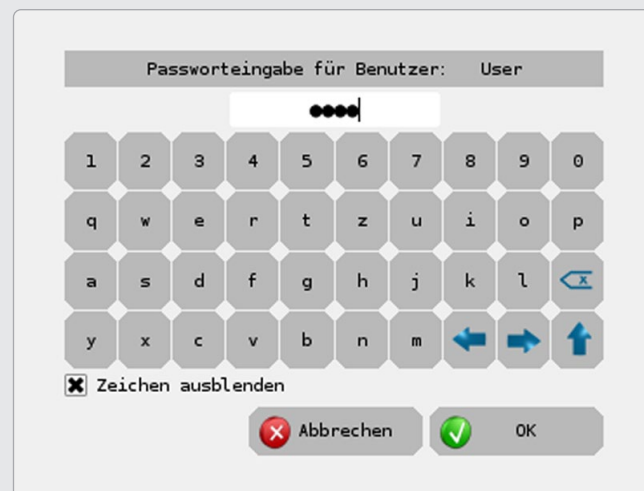 Passworteingabe für Benutzer: User
1 2 3 4 5 6 7 8 9 0
q w e r t z u i o p
a s d f g h j k l
y x c v b n m
Zeichen ausblenden
Abbrechen OK